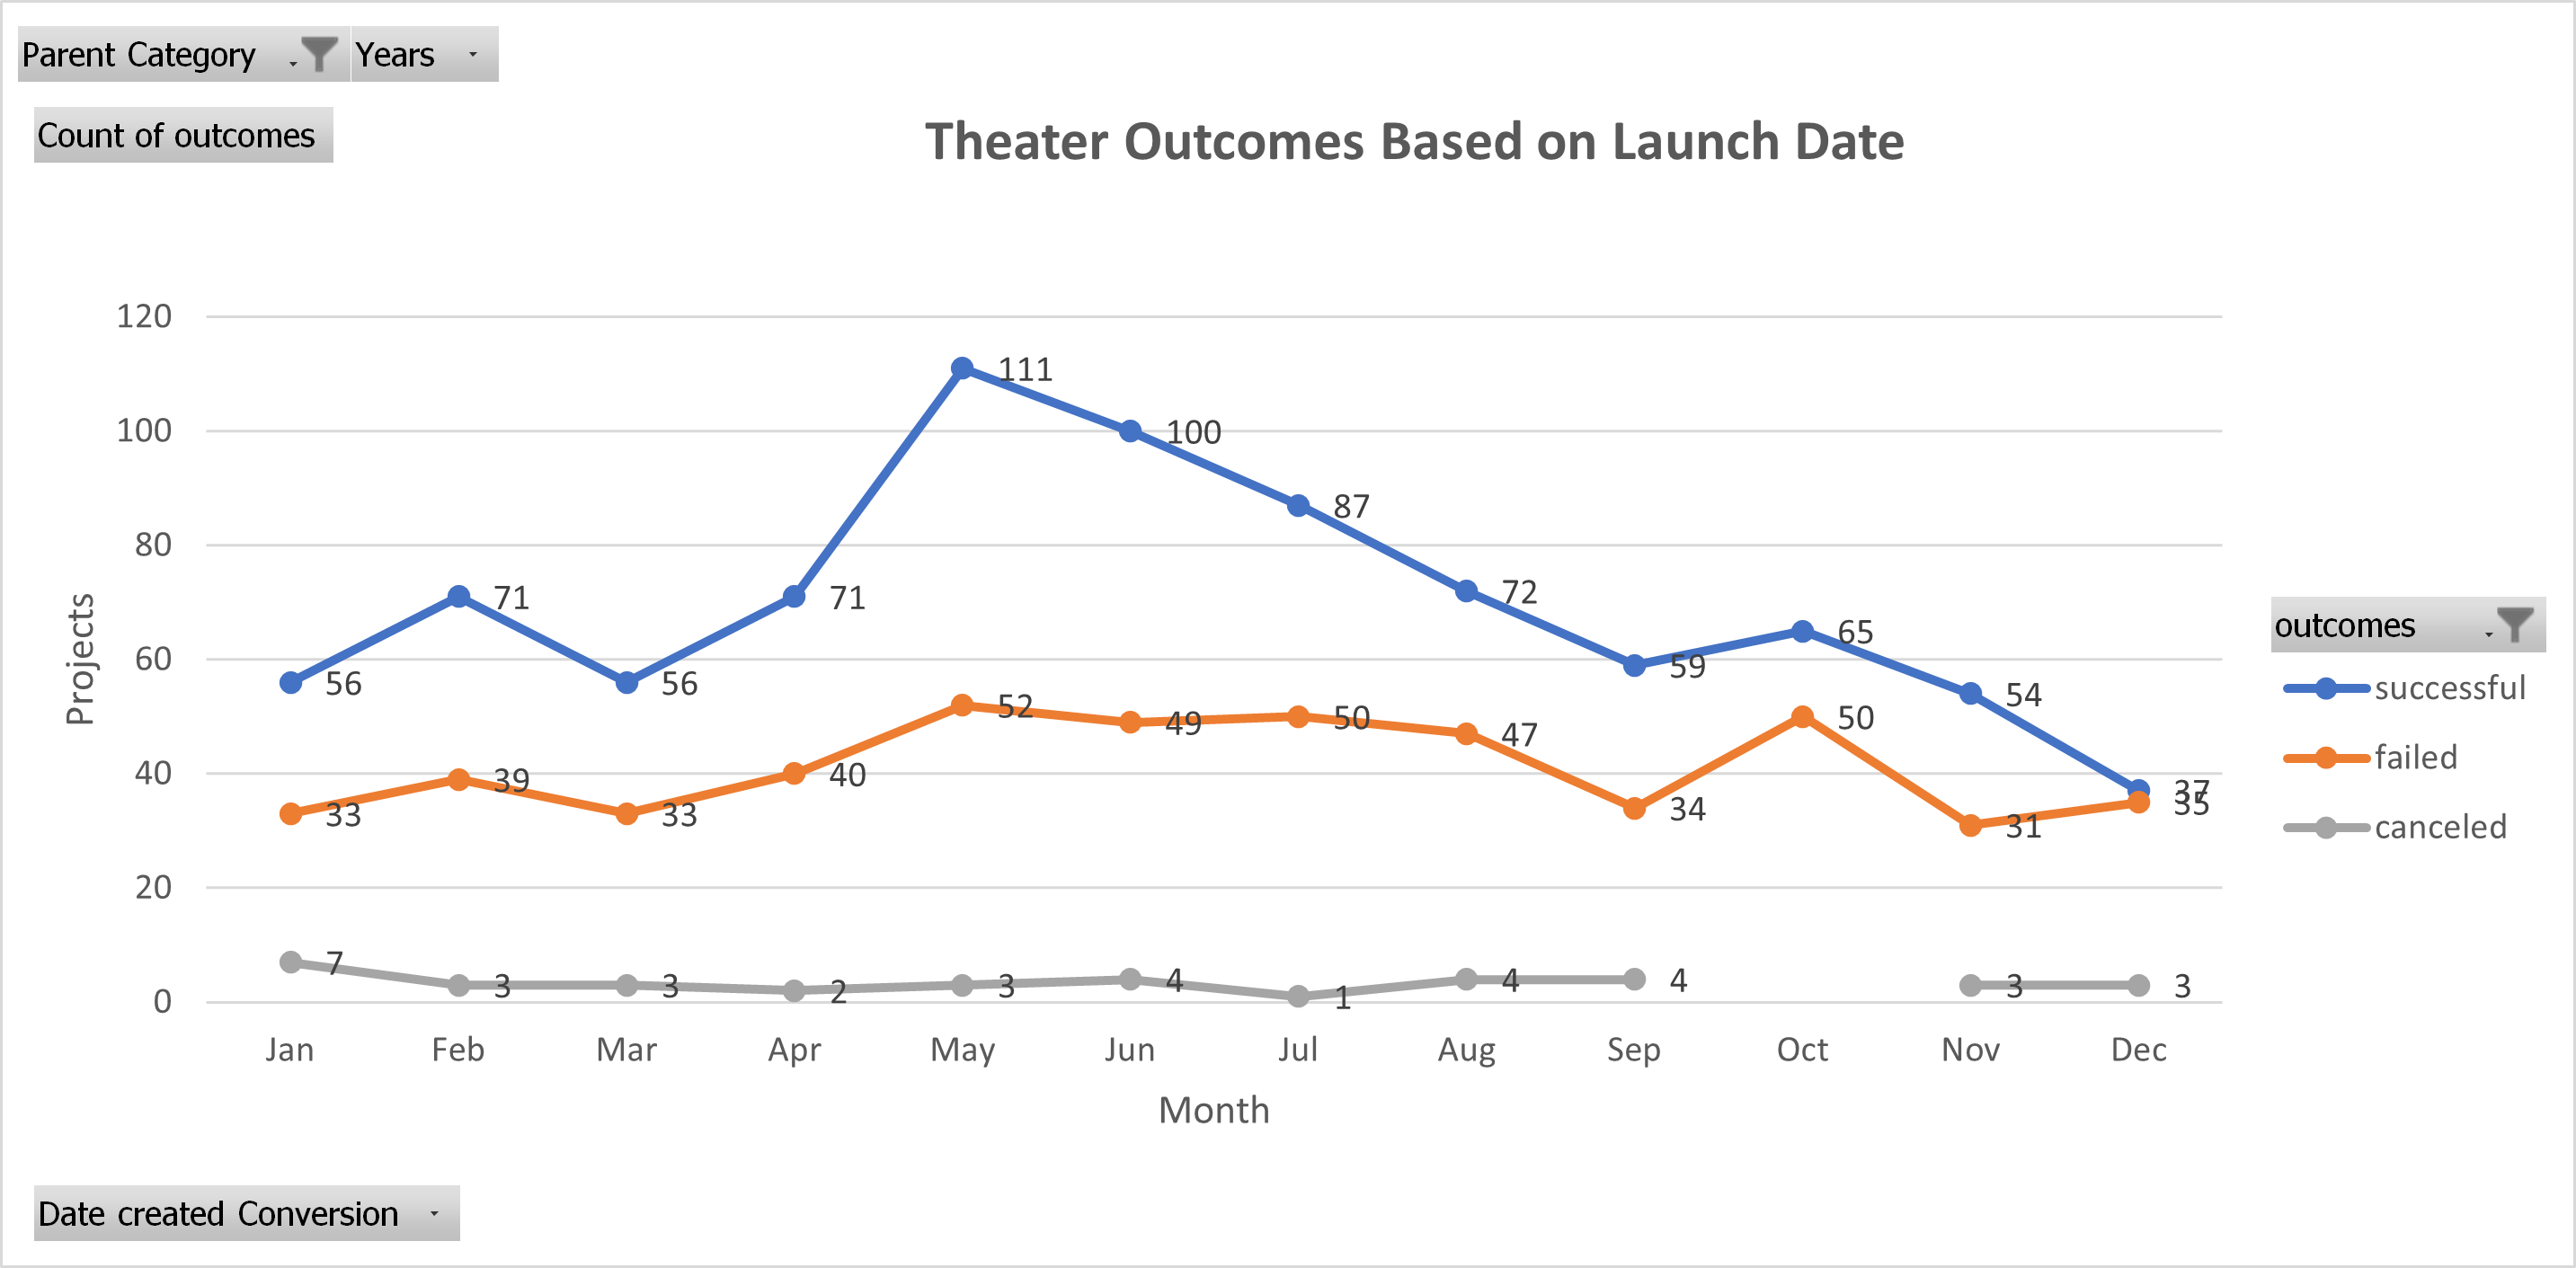 Parent Category Years
Count of outcomes
Theater Outcomes Based on Launch Date
120
100
80
60
40
20
0
Projects
56 71 56 71 111 100 87 72 59 65 54 37
33 39 33 40 52 49 50 47 34 50 31 35
7 3 3 2 3 4 1 4 4 3 3
Jan Feb Mar Apr May Jun Jul Aug Sep Oct Nov Dec
Month
outcomes
successful
failed
canceled
Date created Conversion